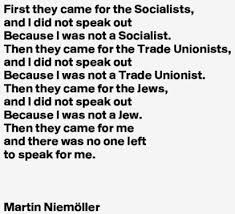 First they came for the Socialists,
and I did not speak out
Because I was not a Socialist.
Then they came for the Trade Unionists,
and I did not speak out
Because I was not a Trade Unionist.
Then they came for the Jews,
and I did not speak out
Because I was not a Jew.
Then they came for me
and there was no one left
to speak for me.
Martin Niemöller